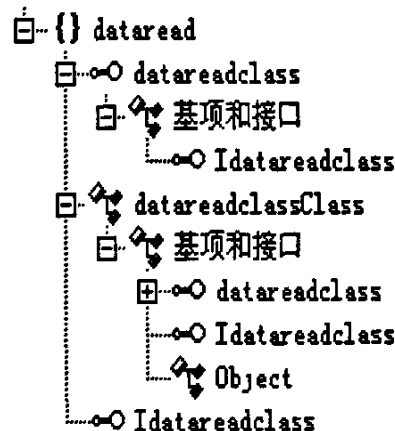 {} dataread
datareadclass
基项和接口
Idatareadclass
datareadclassClass
基项和接口
datareadclass
Idatareadclass
Object
Idatareadclass